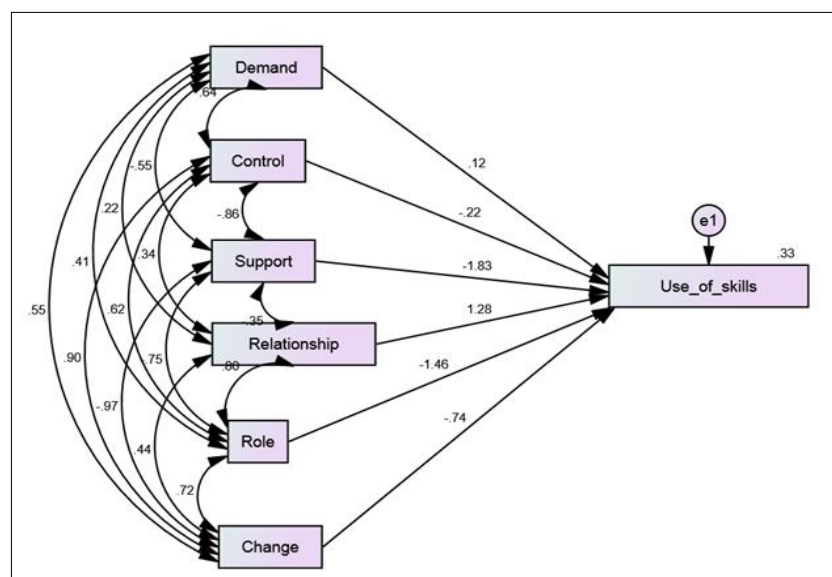 Demand
.64
.12
Control
-.55
-.22
e1
.22
-.86
.33
.34
.41
Support
-1.83
Use_of_skills
.55
.62
-.35
1.28
Relationship
.90
-.75
.80
-1.46
-.97
-.74
Role
.44
.72
Change